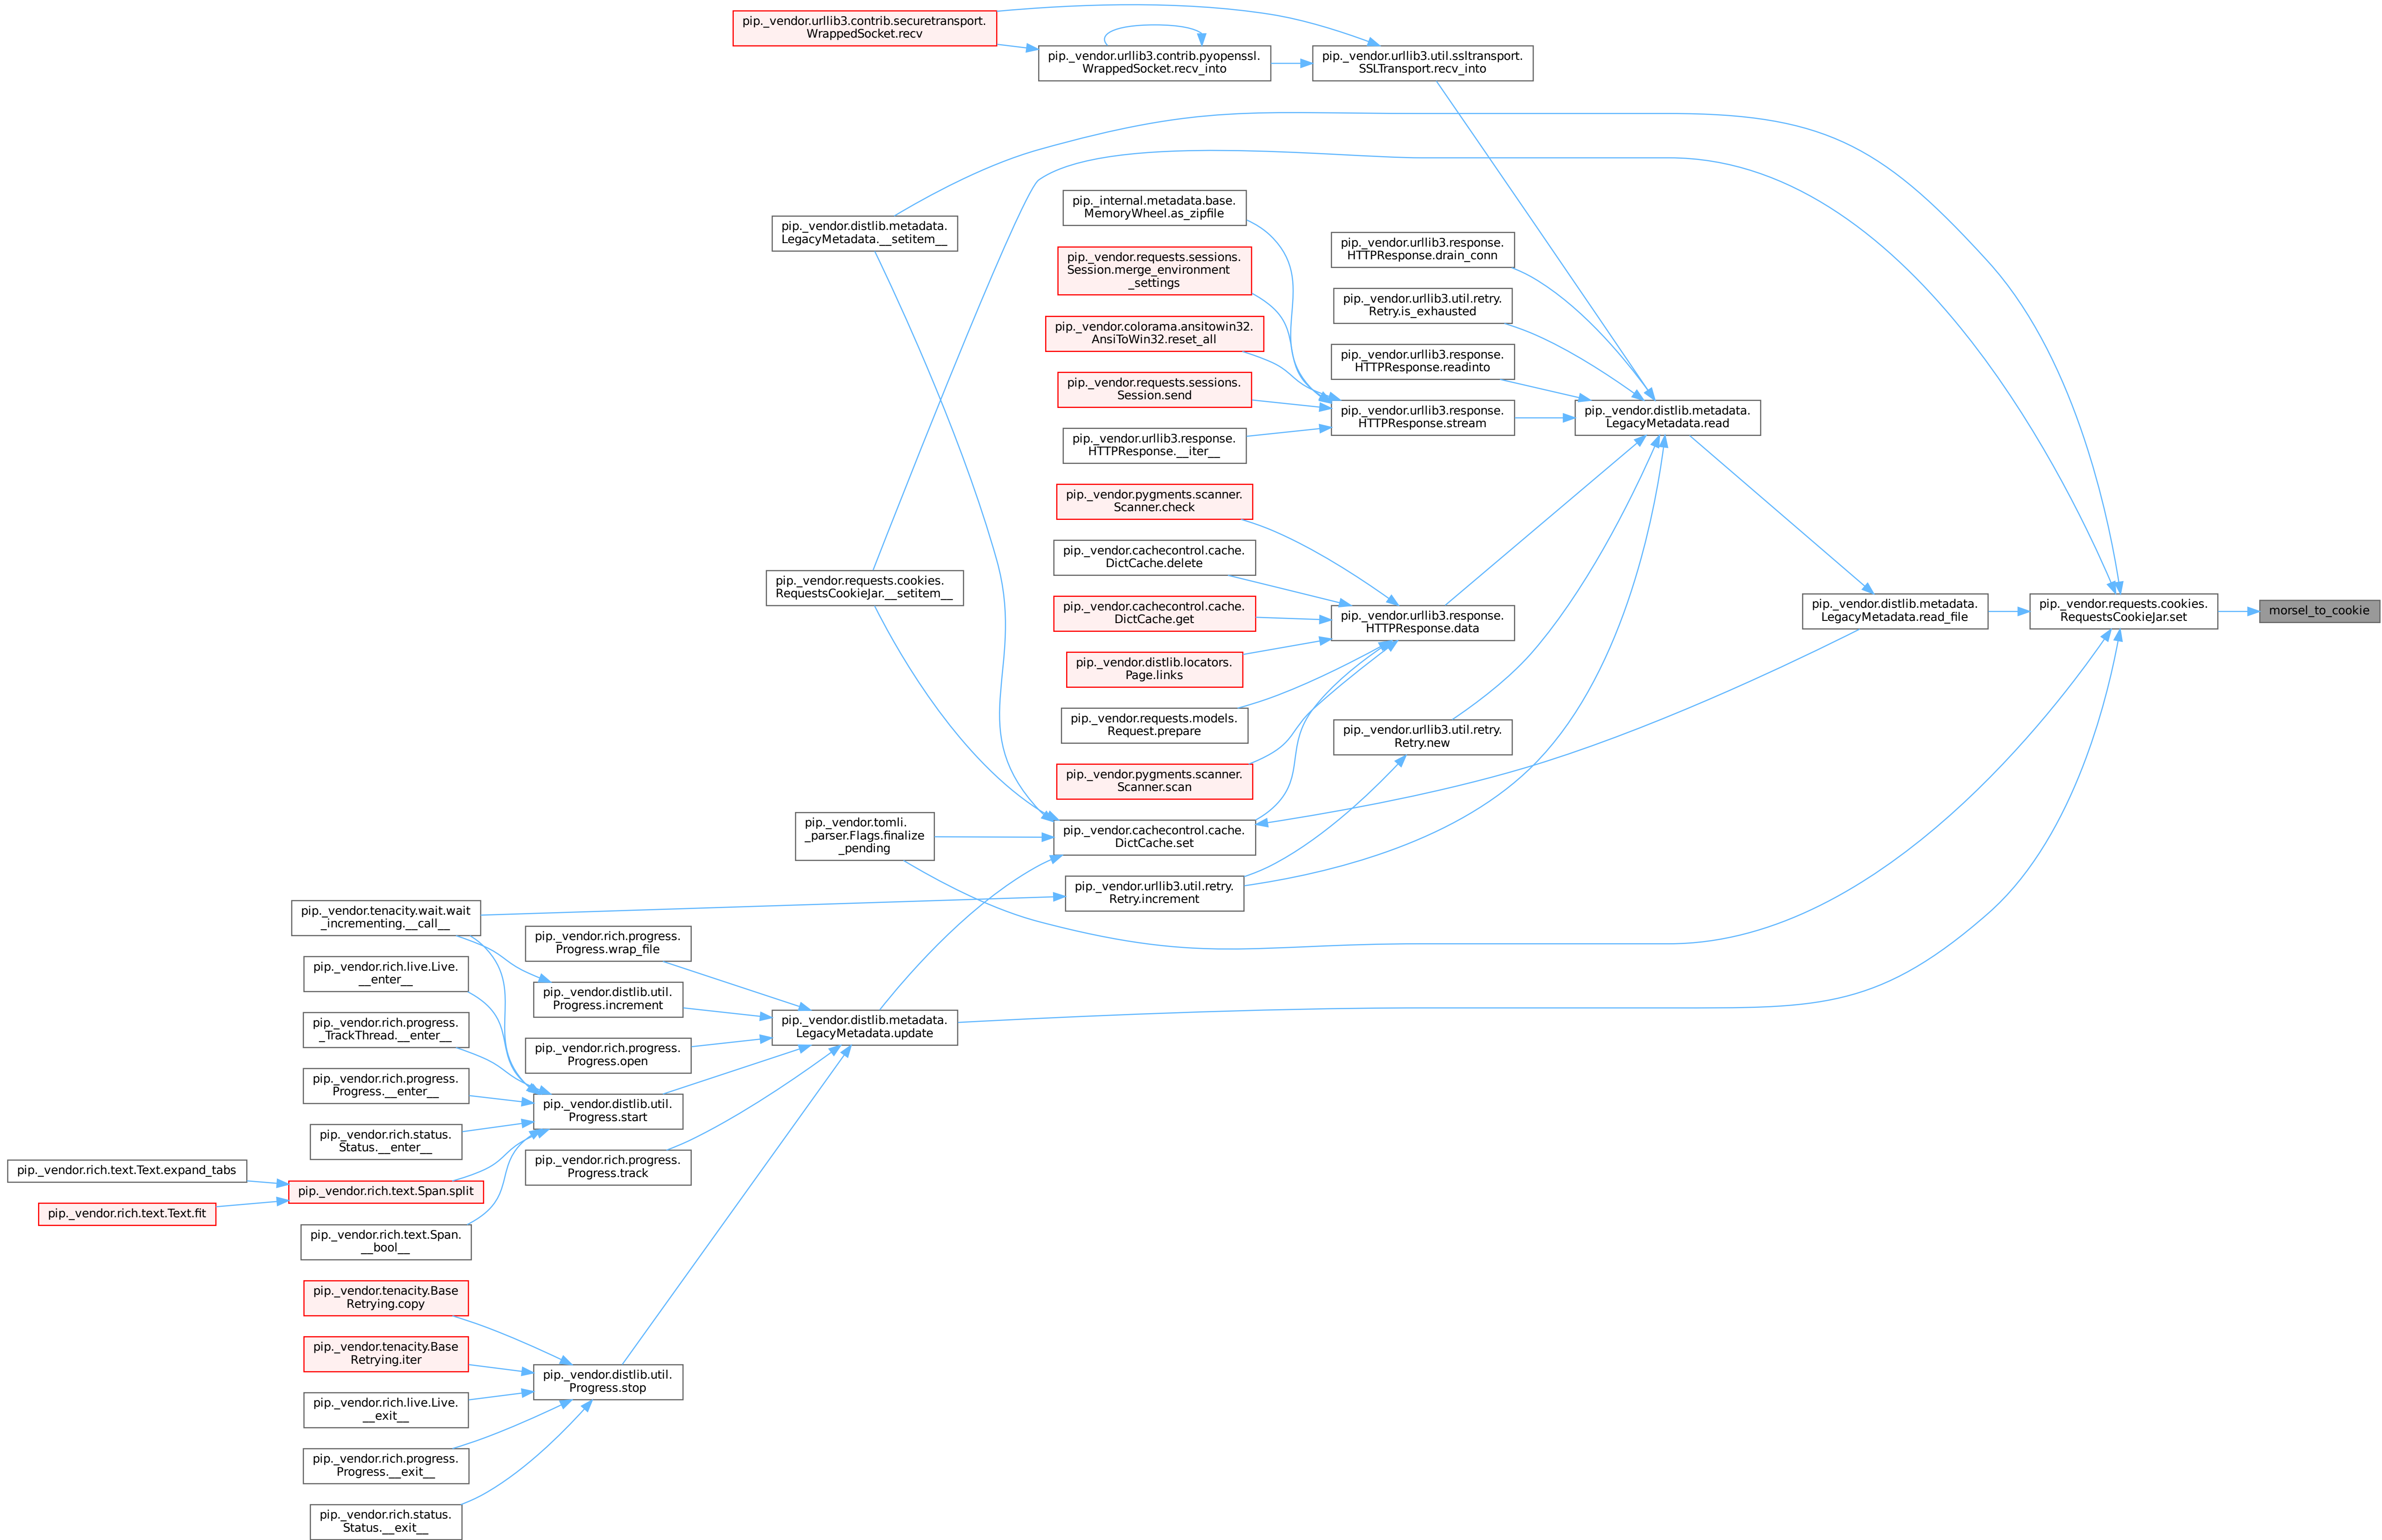 pip._vendor.urllib3.contrib.securetransport.
WrappedSocket.recv
pip._vendor.urllib3.contrib.pyopenssl.
WrappedSocket.recv_into
pip._vendor.urllib3.util.ssltransport.
SSLTransport.recv_into
pip._internal.metadata.base.
MemoryWheel.as_zipfile
pip._vendor.distlib.metadata.
LegacyMetadata.__setitem__
pip._vendor.urllib3.response.
HTTPResponse.drain_conn
pip._vendor.requests.sessions.
Session.merge_environment
_settings
pip._vendor.urllib3.util.retry.
Retry.is_exhausted
pip._vendor.colorama.ansitowin32.
AnsiToWin32.reset_all
pip._vendor.urllib3.response.
HTTPResponse.readinto
pip._vendor.requests.sessions.
Session.send
pip._vendor.urllib3.response.
HTTPResponse.stream
pip._vendor.distlib.metadata.
LegacyMetadata.read
pip._vendor.urllib3.response.
HTTPResponse.__iter__
pip._vendor.pygments.scanner.
Scanner.check
pip._vendor.cachecontrol.cache.
DictCache.delete
pip._vendor.requests.cookies.
RequestsCookieJar.__setitem__
pip._vendor.cachecontrol.cache.
DictCache.get
pip._vendor.urllib3.response.
HTTPResponse.data
pip._vendor.distlib.metadata.
LegacyMetadata.read_file
pip._vendor.requests.cookies.
RequestsCookieJar.set
morsel_to_cookie
pip._vendor.distlib.locators.
Page.links
pip._vendor.requests.models.
Request.prepare
pip._vendor.urllib3.util.retry.
Retry.new
pip._vendor.pygments.scanner.
Scanner.scan
pip._vendor.tomli.
_parser.Flags.finalize
_pending
pip._vendor.cachecontrol.cache.
DictCache.set
pip._vendor.urllib3.util.retry.
Retry.increment
pip._vendor.tenacity.wait.wait
_incrementing.__call__
pip._vendor.rich.progress.
Progress.wrap_file
pip._vendor.rich.live.Live.
__enter__
pip._vendor.distlib.util.
Progress.increment
pip._vendor.distlib.metadata.
LegacyMetadata.update
pip._vendor.rich.progress.
_TrackThread.__enter__
pip._vendor.rich.progress.
Progress.open
pip._vendor.rich.progress.
Progress.__enter__
pip._vendor.distlib.util.
Progress.start
pip._vendor.rich.status.
Status.__enter__
pip._vendor.rich.progress.
Progress.track
pip._vendor.rich.text.Text.expand_tabs
pip._vendor.rich.text.Span.split
pip._vendor.rich.text.Text.fit
pip._vendor.rich.text.Span.
__bool__
pip._vendor.tenacity.Base
Retrying.copy
pip._vendor.tenacity.Base
Retrying.iter
pip._vendor.distlib.util.
Progress.stop
pip._vendor.rich.live.Live.
__exit__
pip._vendor.rich.progress.
Progress.__exit__
pip._vendor.rich.status.
Status.__exit__